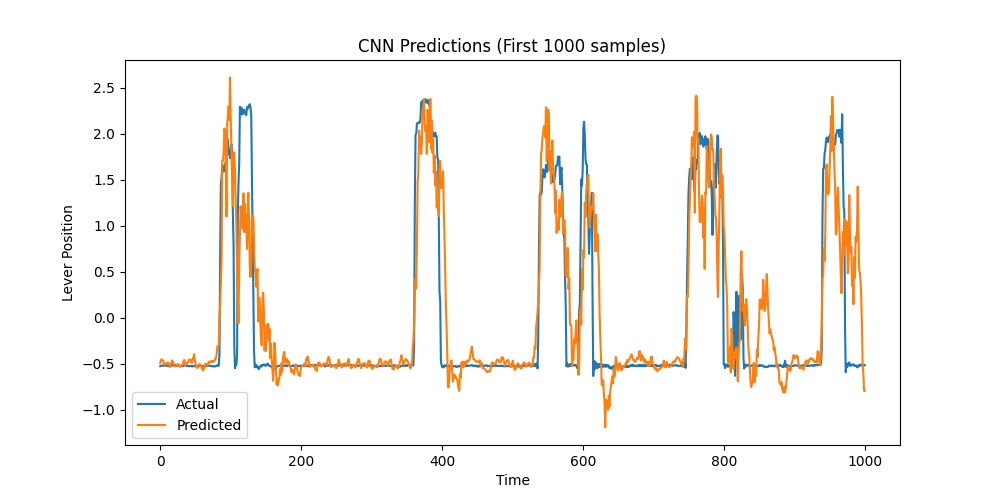 CNN Predictions (First 1000 samples)
2.5
2.0
1.5
1.0
0.5
0.0
−0.5
−1.0
Lever Position
Actual
Predicted
0 200 400 600 800 1000
Time